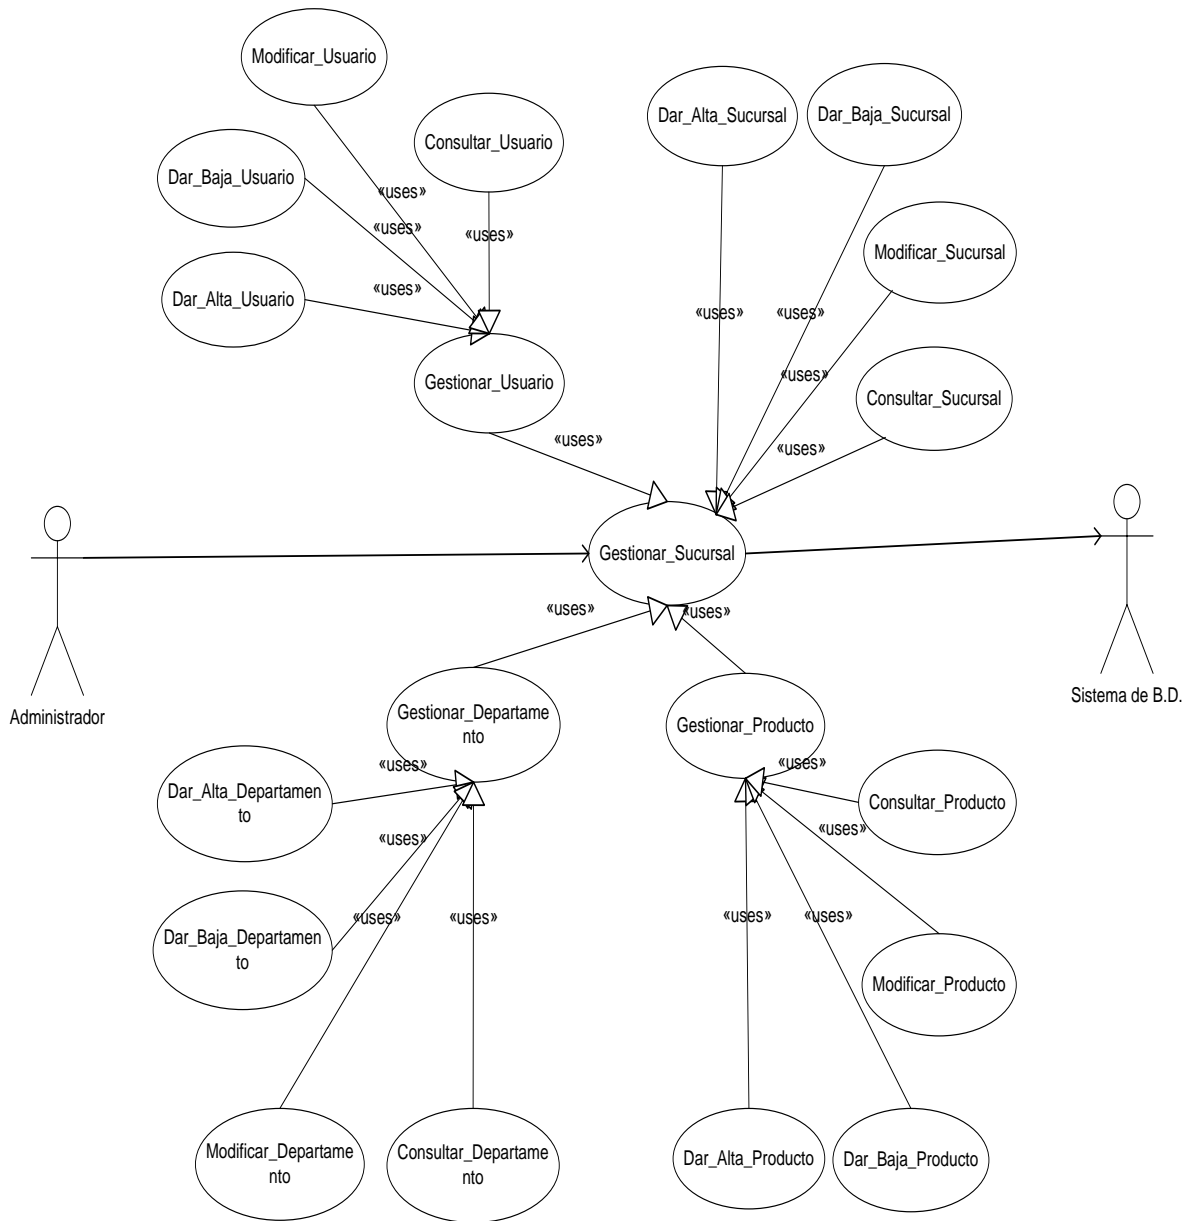 Modificar_Usuario
Consultar_Usuario
Dar_Alta_Sucursal
Dar_Baja_Sucursal
Dar_Baja_Usuario
«uses»
«uses»
«uses»
Modificar_Sucursal
Dar_Alta_Usuario
«uses»
«uses»
«uses»
Gestionar_Usuario
«uses»
Consultar_Sucursal
«uses»
«uses»
Gestionar_Sucursal
«uses»
«uses»
Administrador
Sistema de B.D.
Gestionar_Departame
nto
Gestionar_Producto
«uses»
«uses»
Dar_Alta_Departamen
to
Consultar_Producto
«uses»
«uses»
«uses»
«uses»
«uses»
«uses»
Dar_Baja_Departamen
to
Modificar_Producto
Modificar_Departame
nto
Consultar_Departame
nto
Dar_Alta_Producto
Dar_Baja_Producto